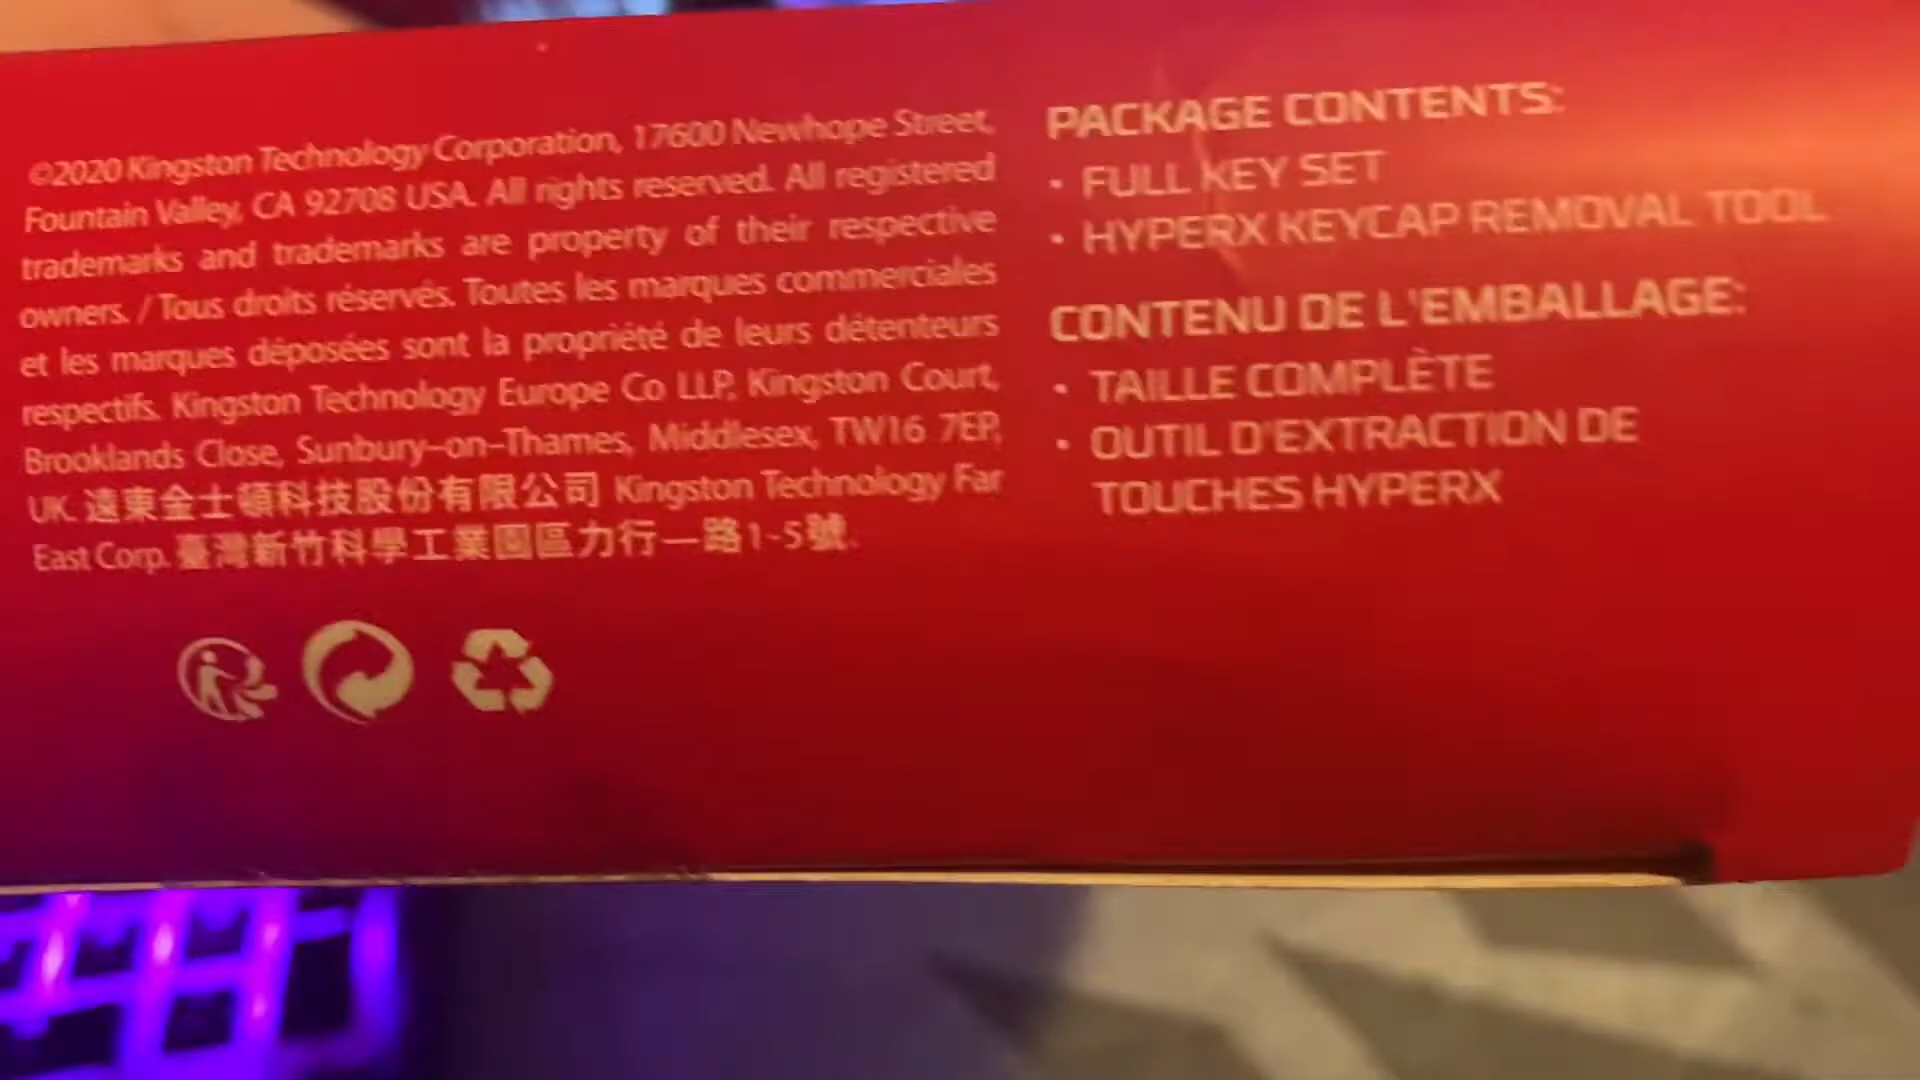 ©2020 Kingston Technology Corporation, 17600 Newhope Street,
Fountain Valley, CA 92708 USA. All rights reserved. All registered
trademarks and trademarks are property of their respective
owners. / Tous droits réservés. Toutes les marques commerciales
et les marques déposées sont la propriété de leurs détenteurs
respectifs. Kingston Technology Europe Co LLP, Kingston Court,
Brooklands Close, Sunbury-on-Thames, Middlesex, TW16 7EP,
UK. 遠東金士頓科技股份有限公司 Kingston Technology Far
East Corp. 臺灣新竹科學工業園區力行一路1-5號.
PACKAGE CONTENTS:
• FULL KEY SET
• HYPERX KEYCAP REMOVAL TOOL
CONTENU DE L'EMBALLAGE:
• TAILLE COMPLÈTE
• OUTIL D'EXTRACTION DE
TOUCHES HYPERX